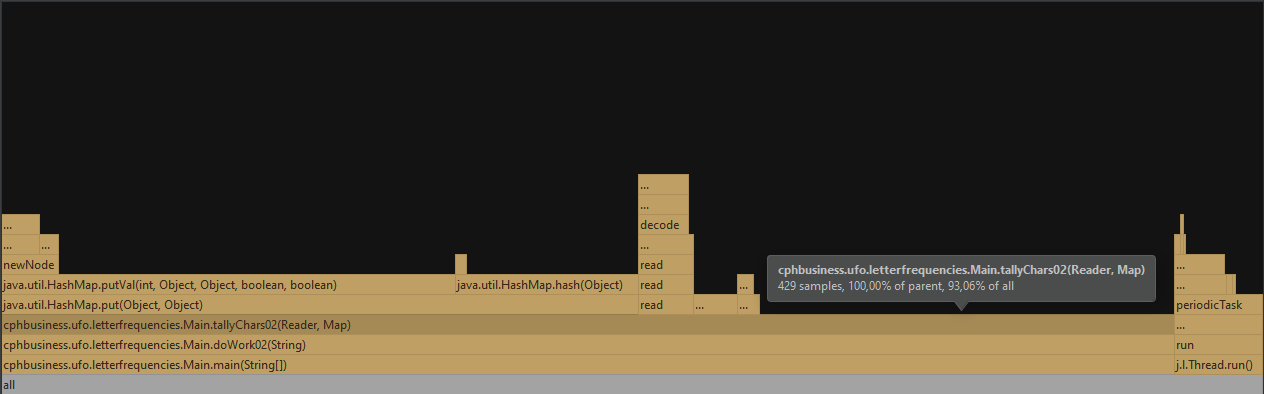 ...
...
decode
... ... ... ...
newNode read ...
java.util.HashMap.putVal(int, Object, Object, boolean, boolean) java.util.HashMap.hash(Object) read ... ...
java.util.HashMap.put(Object, Object) read ... ... periodicTask
cphbusiness.ufo.letterfrequencies.Main.tallyChars02(Reader, Map)
429 samples, 100,00% of parent, 93,06% of all
cphbusiness.ufo.letterfrequencies.Main.tallyChars02(Reader, Map) ...
cphbusiness.ufo.letterfrequencies.Main.doWork02(String) run
cphbusiness.ufo.letterfrequencies.Main.main(String[]) j.l.Thread.run()
all